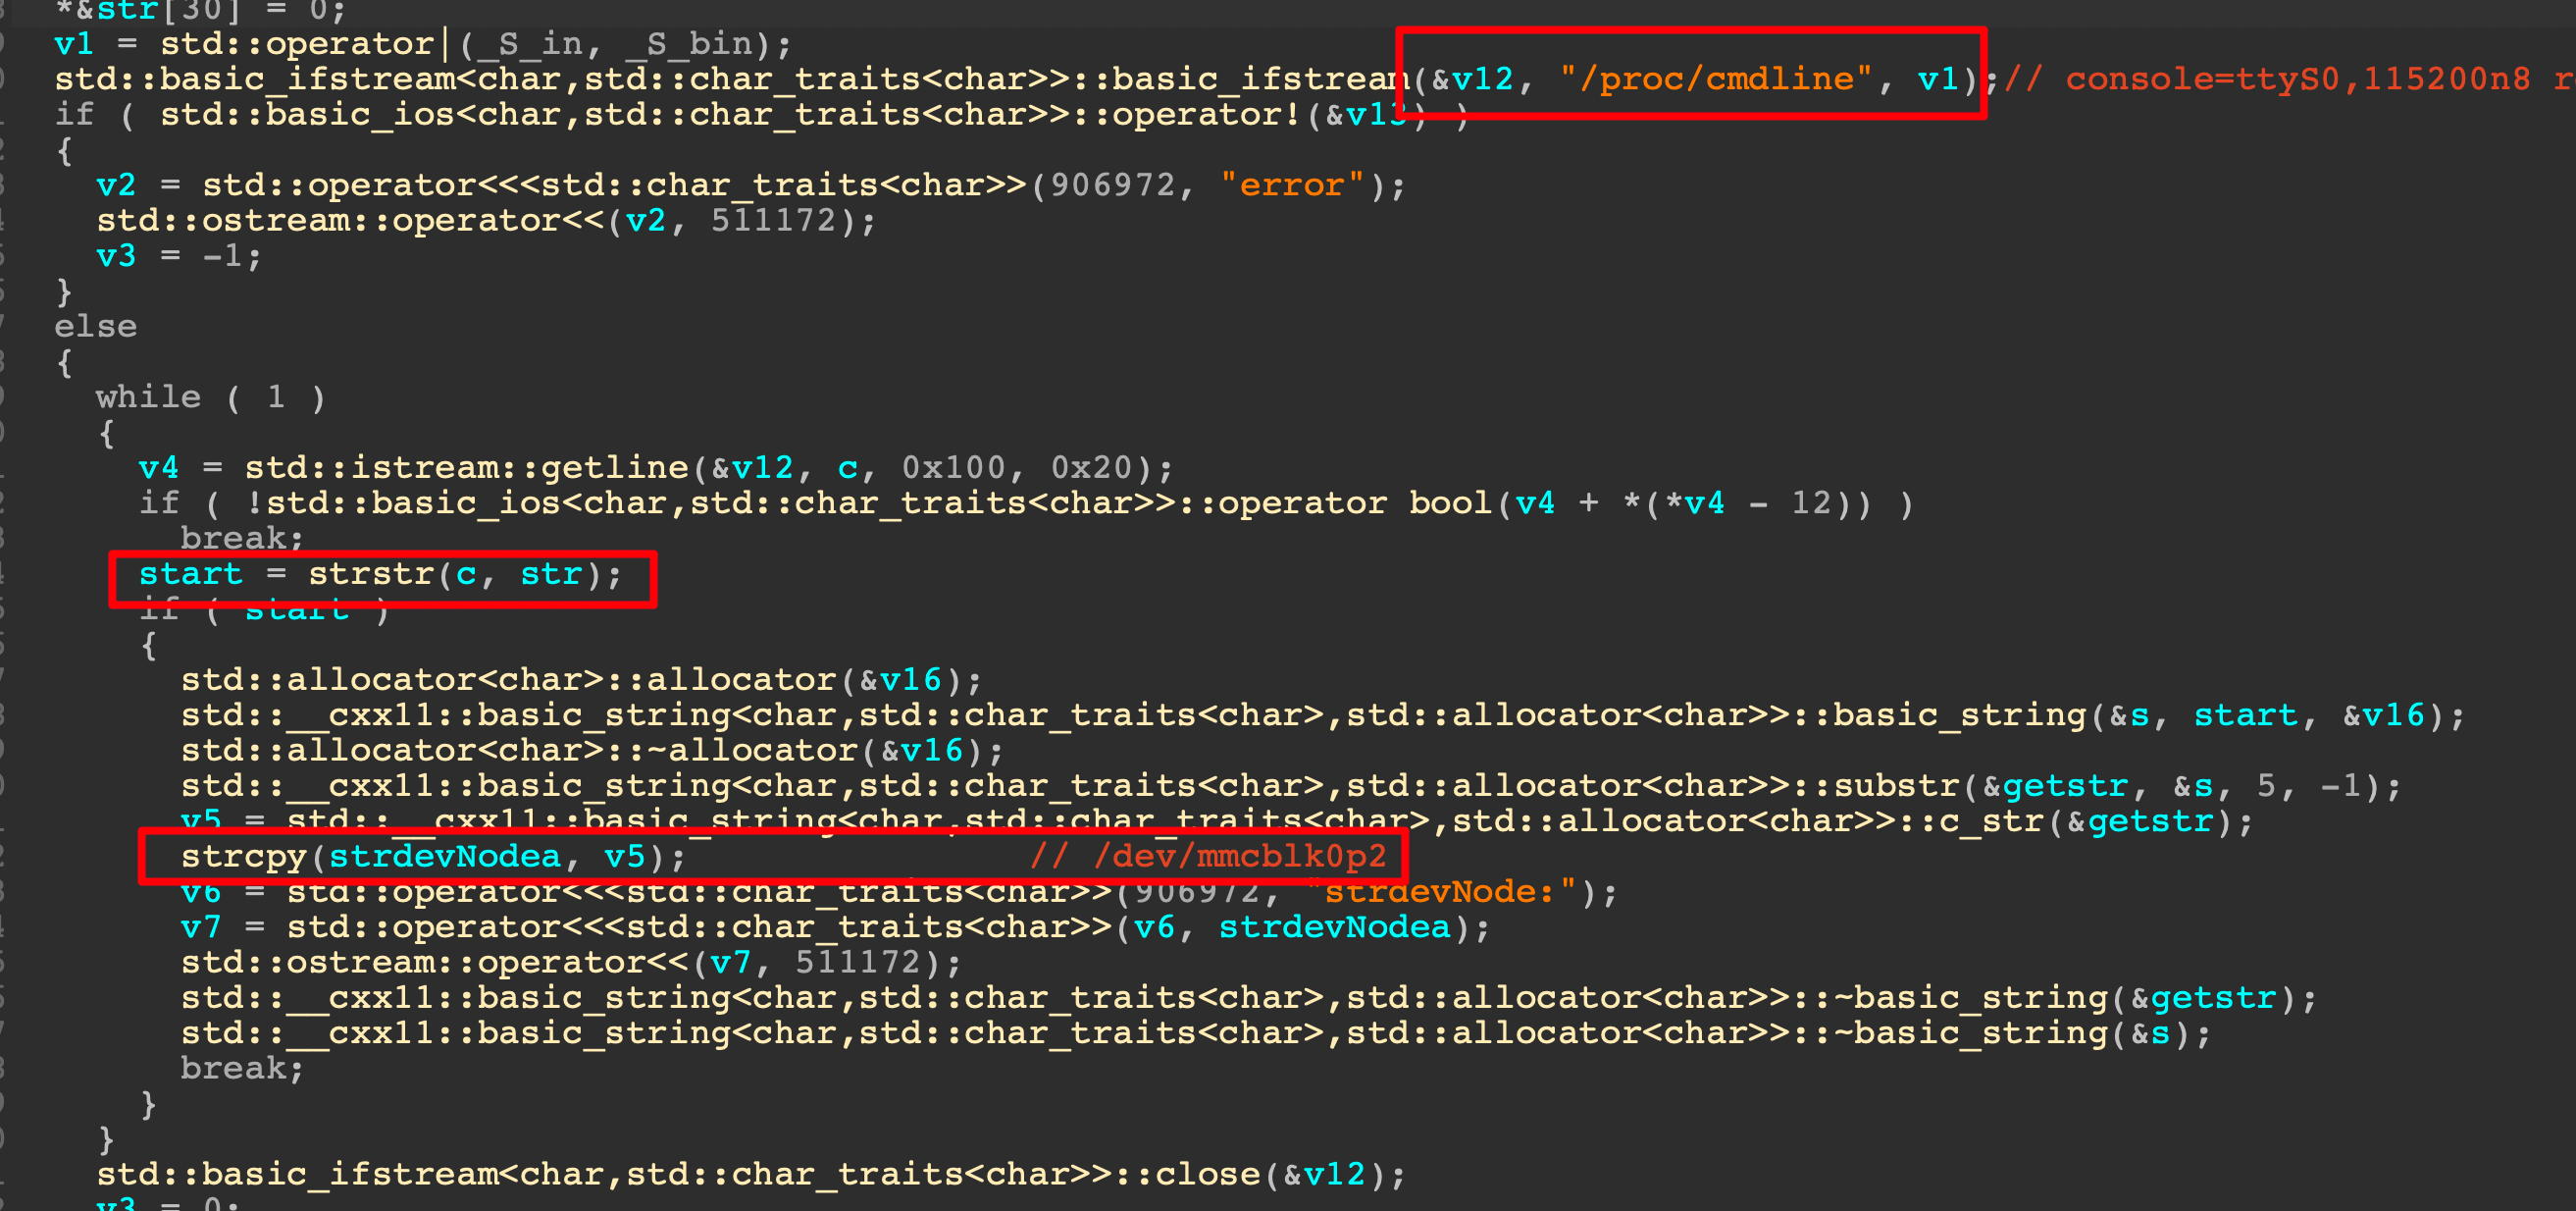 *&str[30] = 0;
v1 = std::operator|(_S_in, _S_bin);
std::basic_ifstream<char,std::char_traits<char>>::basic_ifstream(&v12, "/proc/cmdline", v1);// console=ttyS0,115200n8 r
if ( std::basic_ios<char,std::char_traits<char>>::operator!(&v13) )
{
v2 = std::operator<<<std::char_traits<char>>(906972, "error");
std::ostream::operator<<(v2, 511172);
v3 = -1;
}
else
{
while ( 1 )
{
v4 = std::istream::getline(&v12, c, 0x100, 0x20);
if ( !std::basic_ios<char,std::char_traits<char>>::operator bool(v4 + *(*v4 - 12)) )
break;
start = strstr(c, str);
if ( start )
{
std::allocator<char>::allocator(&v16);
std::__cxx11::basic_string<char,std::char_traits<char>,std::allocator<char>>::basic_string(&s, start, &v16);
std::allocator<char>::~allocator(&v16);
std::__cxx11::basic_string<char,std::char_traits<char>,std::allocator<char>>::substr(&getstr, &s, 5, -1);
v5 = std::__cxx11::basic_string<char,std::char_traits<char>,std::allocator<char>>::c_str(&getstr);
strcpy(strdevNodea, v5); // /dev/mmcblk0p2
v6 = std::operator<<<std::char_traits<char>>(906972, "strdevNode:");
v7 = std::operator<<<std::char_traits<char>>(v6, strdevNodea);
std::ostream::operator<<(v7, 511172);
std::__cxx11::basic_string<char,std::char_traits<char>,std::allocator<char>>::~basic_string(&getstr);
std::__cxx11::basic_string<char,std::char_traits<char>,std::allocator<char>>::~basic_string(&s);
break;
}
}
std::basic_ifstream<char,std::char_traits<char>>::close(&v12);
v3 = 0;